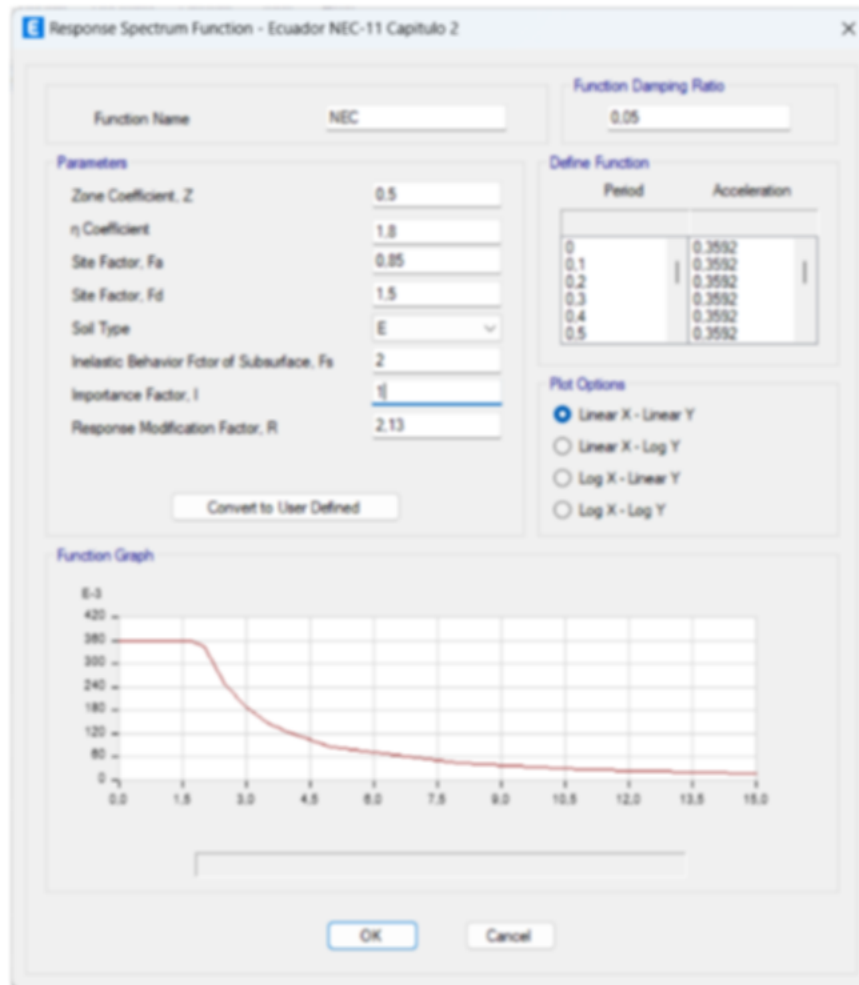 Response Spectrum Function - Ecuador NEC-11 Capitulo 2
Function Name
NEC
Function Damping Ratio
0,05
Parameters
Zone Coefficient, Z
0.5
η Coefficient
1,8
Site Factor, Fa
0.85
Site Factor, Fd
1,5
Soil Type
E
Inelastic Behavior Fctor of Subsurface, Fs
2
Importance Factor, I
1
Response Modification Factor, R
2,13
Convert to User Defined
Define Function
Period Acceleration
0 0,3592
0,1 0,3592
0,2 0,3592
0,3 0,3592
0,4 0,3592
0,5 0,3592
Plot Options
Linear X - Linear Y
Linear X - Log Y
Log X - Linear Y
Log X - Log Y
Function Graph
E-3
420
360
300
240
180
120
60
0
0,0 1,5 3,0 4,5 6,0 7,5 9,0 10,5 12,0 13,5 15,0
OK Cancel